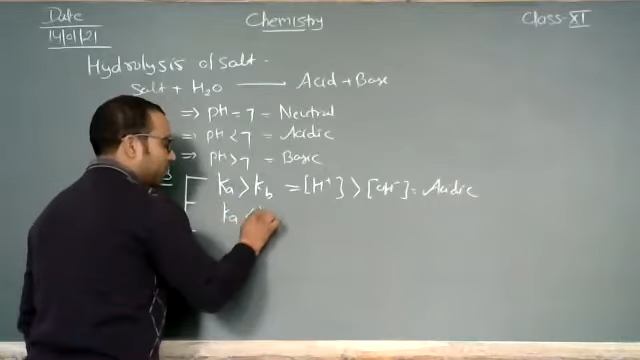 Date
14/01/21
Chemistry
Class-XI
Hydrolysis of salt.
Salt + H₂O —— Acid + Base
⇒ pH = 7 = Neutral
⇒ pH < 7 = Acidic
⇒ pH > 7 = Base
Ka > Kb = [H⁺] > [OH⁻] = Acidic
Ka <